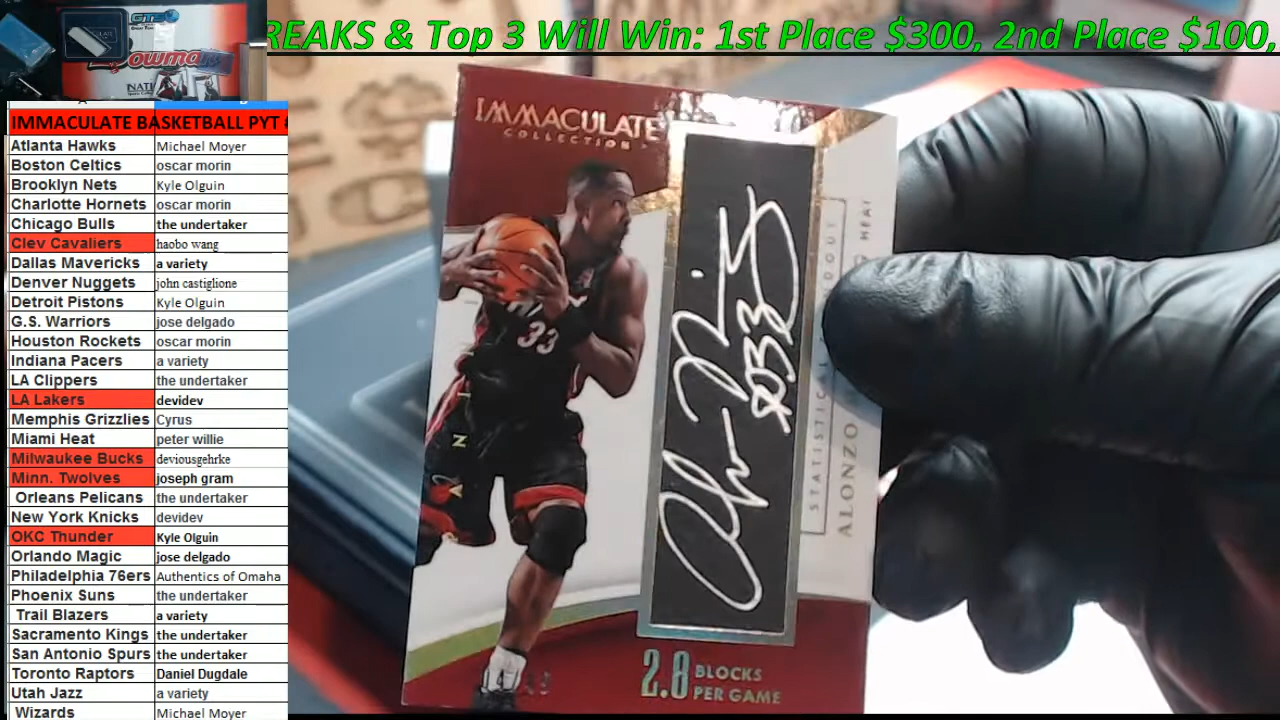 REAKS & Top 3 Will Win: 1st Place $300, 2nd Place $100,
GTS
Bowman
NATI
IMMACULATE BASKETBALL PYT
Atlanta Hawks Michael Moyer
Boston Celtics oscar morin
Brooklyn Nets Kyle Olguin
Charlotte Hornets oscar morin
Chicago Bulls the undertaker
Clev Cavaliers haobo wang
Dallas Mavericks a variety
Denver Nuggets john castiglione
Detroit Pistons Kyle Olguin
G.S. Warriors jose delgado
Houston Rockets oscar morin
Indiana Pacers a variety
LA Clippers the undertaker
LA Lakers devidev
Memphis Grizzlies Cyrus
Miami Heat peter willie
Milwaukee Bucks deviousgehrke
Minn. Twolves joseph gram
Orleans Pelicans the undertaker
New York Knicks devidev
OKC Thunder Kyle Olguin
Orlando Magic jose delgado
Philadelphia 76ers Authentics of Omaha
Phoenix Suns the undertaker
Trail Blazers a variety
Sacramento Kings the undertaker
San Antonio Spurs the undertaker
Toronto Raptors Daniel Dugdale
Utah Jazz a variety
Wizards Michael Moyer
IMMACULATE
COLLECTION
33
PANINI
#33
STATISTICAL
ALONZO
HEAT
2.8 BLOCKS
PER GAME